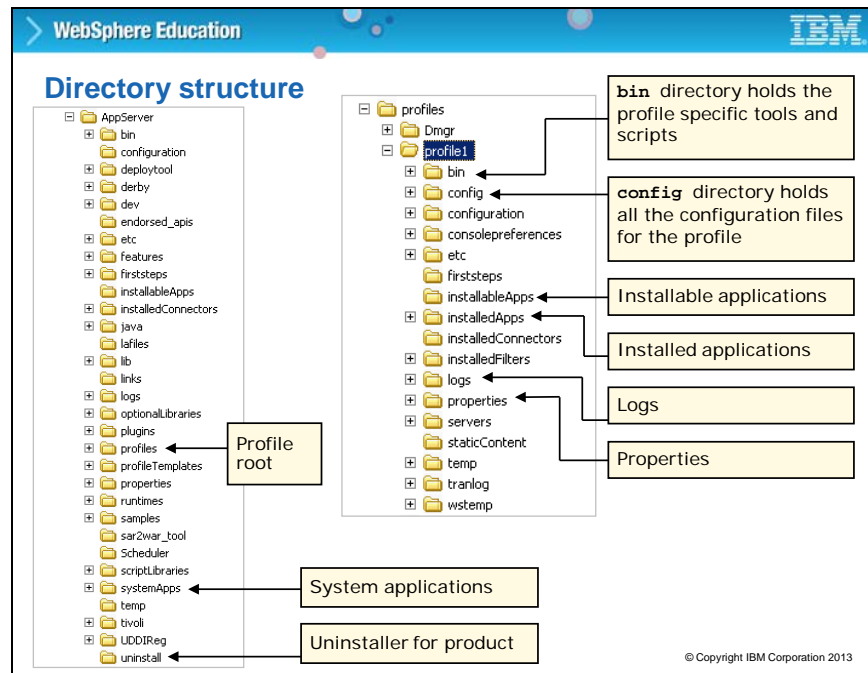 WebSphere Education
IBM
Directory structure
AppServer
bin
configuration
deploytool
derby
dev
endorsed_apis
etc
features
firststeps
installableApps
installedConnectors
java
lafiles
lib
links
logs
optionalLibraries
plugins
profiles
profileTemplates
properties
runtimes
samples
sar2war_tool
Scheduler
scriptLibraries
systemApps
temp
tivoli
UDDIReg
uninstall
Profile
root
System applications
Uninstaller for product
profiles
Dmgr
profile1
bin
config
configuration
consolepreferences
etc
firststeps
installableApps
installedApps
installedConnectors
installedFilters
logs
properties
servers
staticContent
temp
tranlog
wstemp
bin directory holds the
profile specific tools and
scripts
config directory holds
all the configuration files
for the profile
Installable applications
Installed applications
Logs
Properties
© Copyright IBM Corporation 2013